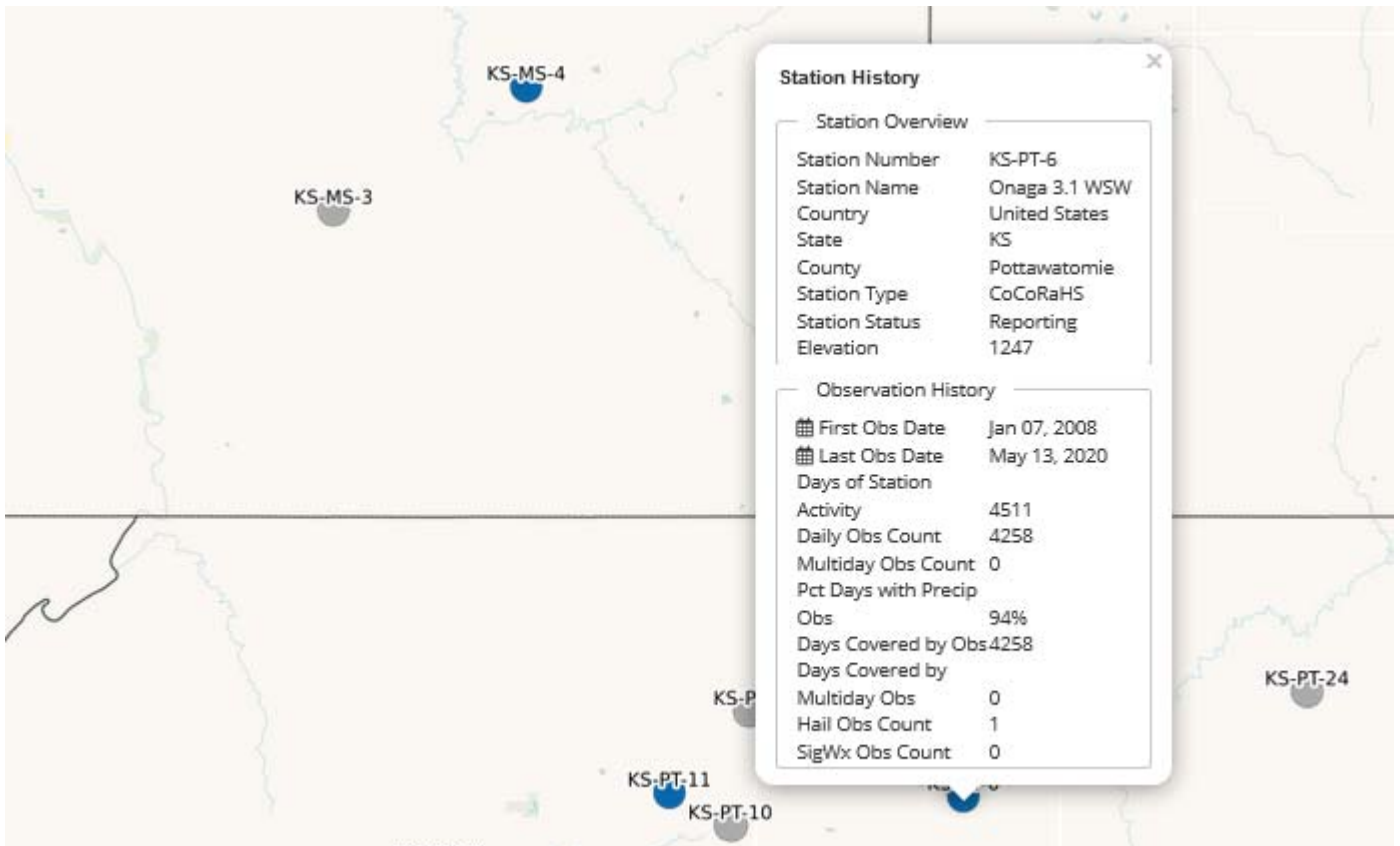 KS-MS-4
KS-MS-3
Station History
Station Overview
Station Number KS-PT-6
Station Name Onaga 3.1 WSW
Country United States
State KS
County Pottawatomie
Station Type CoCoRaHS
Station Status Reporting
Elevation 1247
Observation History
First Obs Date Jan 07, 2008
Last Obs Date May 13, 2020
Days of Station
Activity 4511
Daily Obs Count 4258
Multiday Obs Count 0
Pct Days with Precip
Obs 94%
Days Covered by Obs 4258
Days Covered by
Multiday Obs 0
Hail Obs Count 1
SigWx Obs Count 0
KS-P
KS-PT-24
KS-PT-11
KS-PT-10